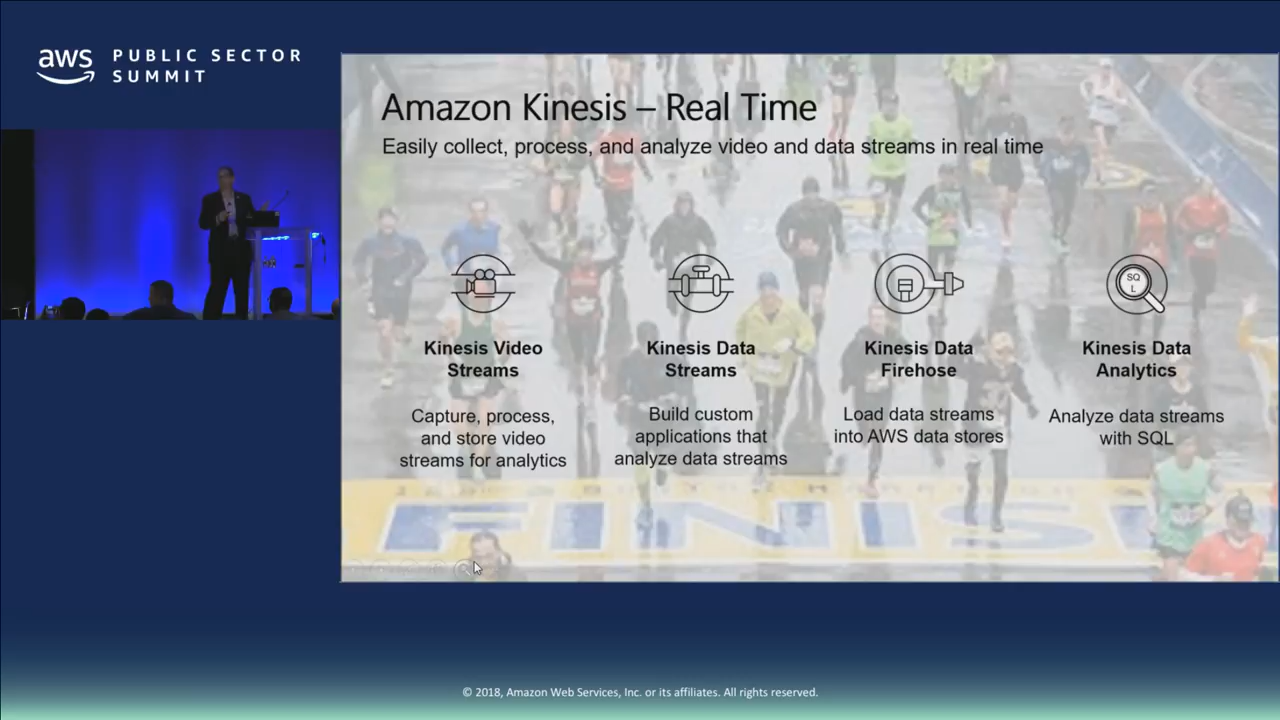 aws PUBLIC SECTOR
SUMMIT
Amazon Kinesis – Real Time
Easily collect, process, and analyze video and data streams in real time
SQ
L
Kinesis Video
Streams
Kinesis Data
Streams
Kinesis Data
Firehose
Kinesis Data
Analytics
Capture, process,
and store video
streams for analytics
Build custom
applications that
analyze data streams
Load data streams
into AWS data stores
Analyze data streams
with SQL
FINIS
© 2018, Amazon Web Services, Inc. or its affiliates. All rights reserved.